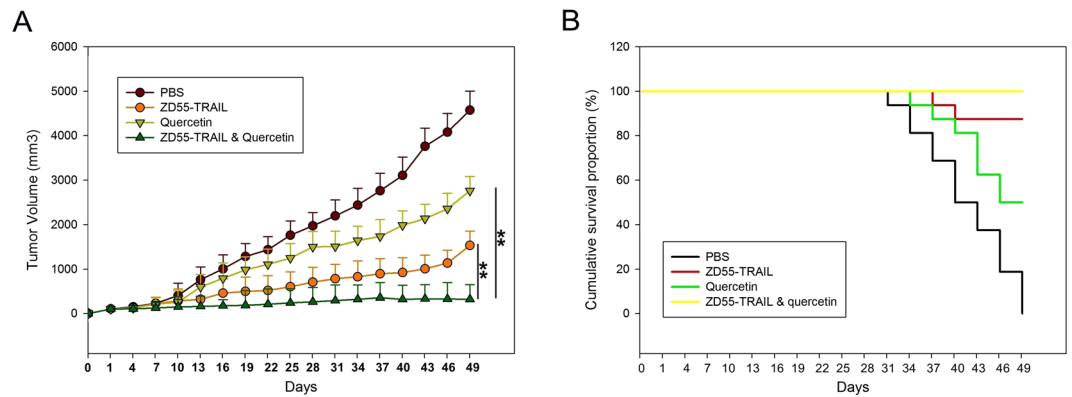 A
Tumor Volume (mm3)
6000
5000
4000
3000
2000
1000
0
PBS
ZD55-TRAIL
Quercetin
ZD55-TRAIL & Quercetin
**
**
0 1 4 7 10 13 16 19 22 25 28 31 34 37 40 43 46 49
Days
B
Cumulative survival proportion (%)
120
100
80
60
40
20
0
PBS
ZD55-TRAIL
Quercetin
ZD55-TRAIL & quercetin
0 1 4 7 10 13 16 19 22 25 28 31 34 37 40 43 46 49
Days